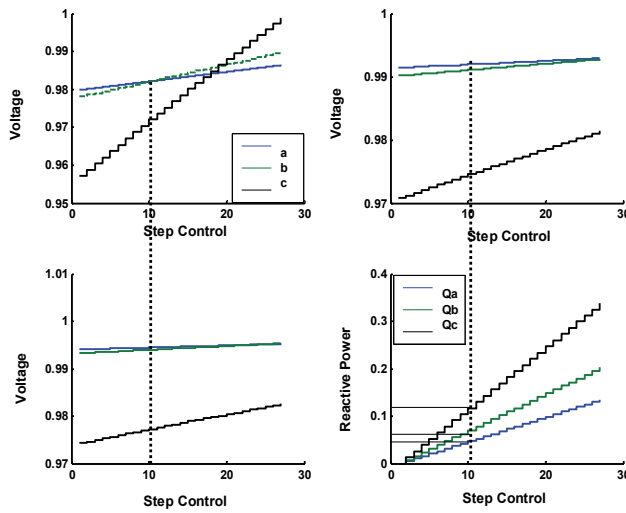 1
0.99
0.98
0.97
0.96
0.95
0
10
20
30
Voltage
Step Control
a
b
c
1
0.99
0.98
0.97
0
10
20
30
Voltage
Step Control
1.01
1
0.99
0.98
0.97
0
10
20
30
Voltage
Step Control
0.4
0.3
0.2
0.1
0
0
10
20
30
Reactive Power
Step Control
Qa
Qb
Qc